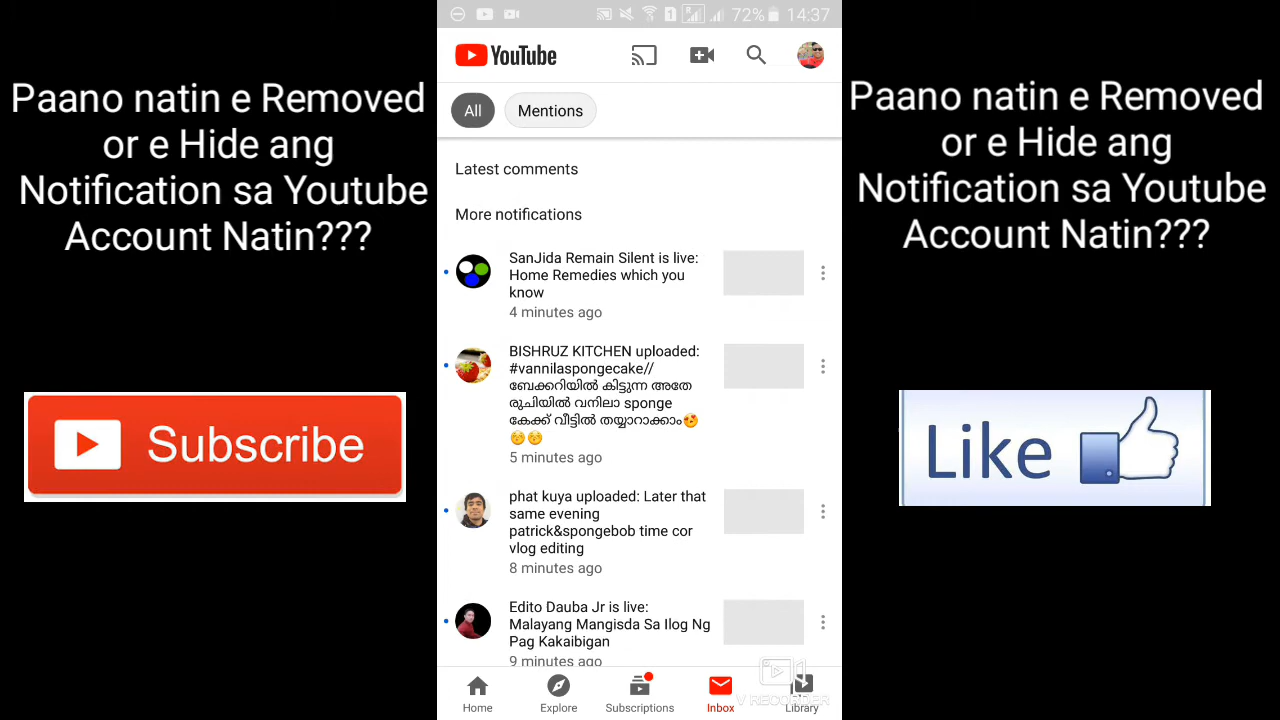 Paano natin e Removed
or e Hide ang
Notification sa Youtube
Account Natin???
Subscribe
72% 14:37
YouTube
All
Mentions
Latest comments
More notifications
SanJida Remain Silent is live:
Home Remedies which you
know
4 minutes ago
BISHRUZ KITCHEN uploaded:
#vannilaspongecake//
ബേക്കറിയിൽ കിട്ടുന്ന അതേ
രുചിയിൽ വനിലാ sponge
കേക്ക് വീട്ടിൽ തയ്യാറാക്കാം😍
😚😚
5 minutes ago
phat kuya uploaded: Later that
same evening
patrick&spongebob time cor
vlog editing
8 minutes ago
Edito Dauba Jr is live:
Malayang Mangisda Sa Ilog Ng
Pag Kakaibigan
9 minutes ago
V RECORDER
Home
Explore
Subscriptions
Inbox
Library
Paano natin e Removed
or e Hide ang
Notification sa Youtube
Account Natin???
Like